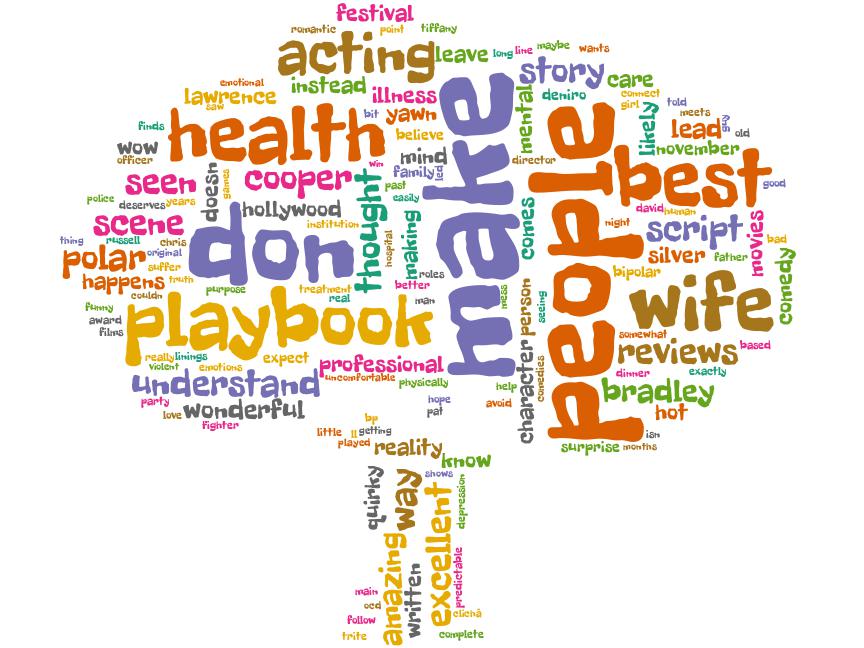 festival
romantic point tiffany
acting leave long line maybe wants
emotional instead story care
lawrence illness mental deniro connect
saw girl told
health bit yawn make people likely meets
finds believe lead guy old
wow win mind director november
officer family led best good
seen cooper past
doesn games thought easily
police deserves years hollywood david human
scene institution making comes night script movies
thing russell chris don hospital bad
polar original silver father
suffer roles bipolar comedy
happens truth treatment better person
couldn purpose real man mess seeing wife
funny playbook
award
films somewhat
really linings expect reviews based
violent emotions professional character comedies
understand uncomfortable physically dinner exactly
help bradley
party wonderful hope avoid
love pat hot
fighter bp
little ll getting isn
played reality surprise months
know
quirky way shows
excellent depression
amazing
written predictable
main
ocd
follow clichã
trite complete